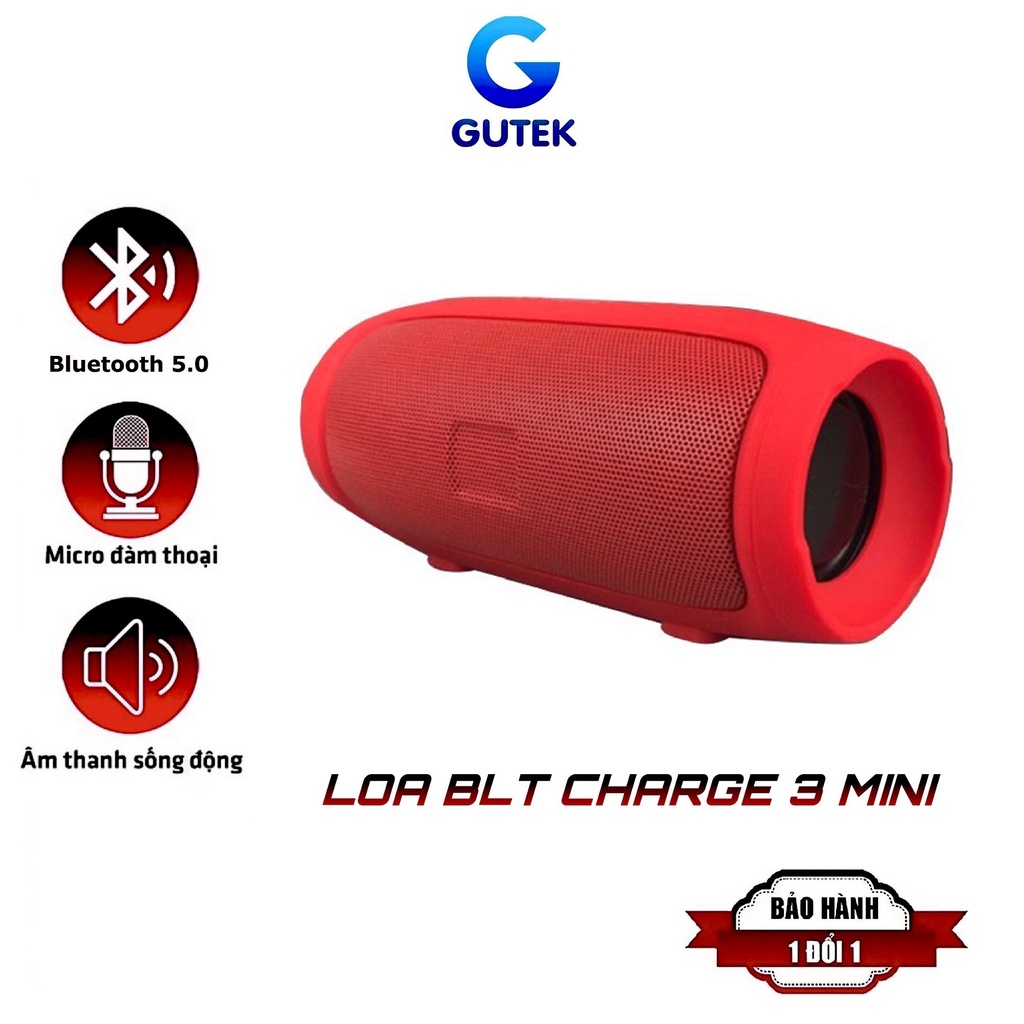 GUTEK
Bluetooth 5.0
Micro đàm thoại
Âm thanh sống động
LOA BLT CHARGE 3 MINI
BẢO HÀNH
1 ĐỔI 1